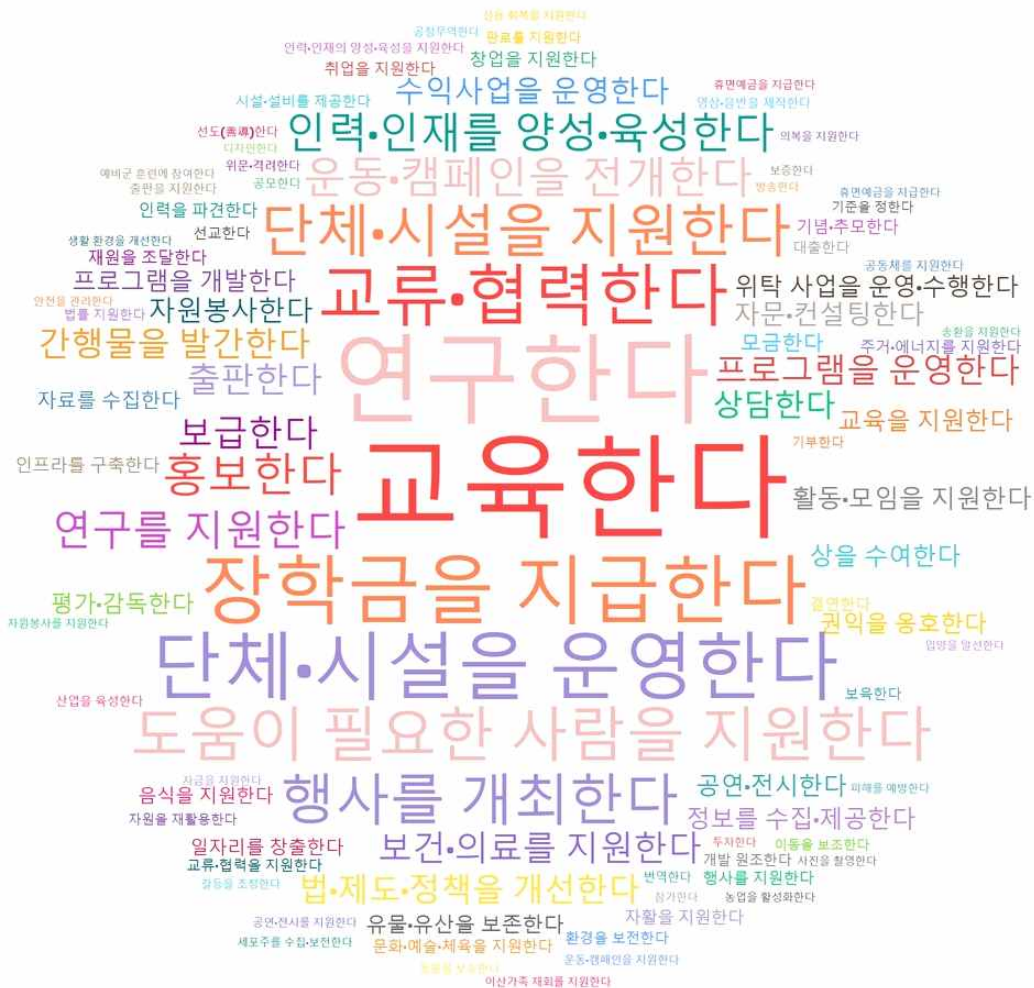 신용 회복을 지원한다
공정무역한다
판로를 지원한다
인력·인재의 양성·육성을 지원한다
창업을 지원한다
취업을 지원한다
수익사업을 운영한다
휴면예금을 지급한다
시설·설비를 제공한다
영상·음반을 제작한다
선도(善導)한다
인력·인재를 양성·육성한다
의복을 지원한다
디자인한다
위문·격려한다
운동·캠페인을 전개한다
보증한다
예비군 훈련에 참여한다
공모한다
방송한다
출판을 지원한다
휴면예금을 지급한다
인력을 파견한다
단체·시설을 지원한다
기준을 정한다
기념·추모한다
선교한다
생활 환경을 개선한다
대출한다
재원을 조달한다
공동체를 지원한다
프로그램을 개발한다
교류·협력한다
위탁 사업을 운영·수행한다
안전을 관리한다
자원봉사한다
법률 지원한다
자문·컨설팅한다
송환을 지원한다
간행물을 발간한다
모금한다
주거·에너지를 지원한다
연구한다
출판한다
프로그램을 운영한다
자료를 수집한다
상담한다
교육을 지원한다
보급한다
기부한다
인프라를 구축한다
홍보한다
교육한다
활동·모임을 지원한다
연구를 지원한다
상을 수여한다
장학금을 지급한다
평가·감독한다
결연한다
자원봉사를 지원한다
권익을 옹호한다
입양을 알선한다
단체·시설을 운영한다
산업을 육성한다
보육한다
도움이 필요한 사람을 지원한다
자금을 지원한다
음식을 지원한다
행사를 개최한다
공연·전시한다
피해를 예방한다
자원을 재활용한다
정보를 수집·제공한다
일자리를 창출한다
보건·의료를 지원한다
투자한다
이동을 보조한다
교류·협력을 지원한다
개발 원조한다
사진을 촬영한다
갈등을 조정한다
법·제도·정책을 개선한다
번역한다
행사를 지원한다
참가한다
농업을 활성화한다
공연·전시를 지원한다
유물·유산을 보존한다
자활을 지원한다
세포주를 수집·보전한다
문화·예술·체육을 지원한다
환경을 보전한다
운동·캠페인을 지원한다
이산가족 재회를 지원한다